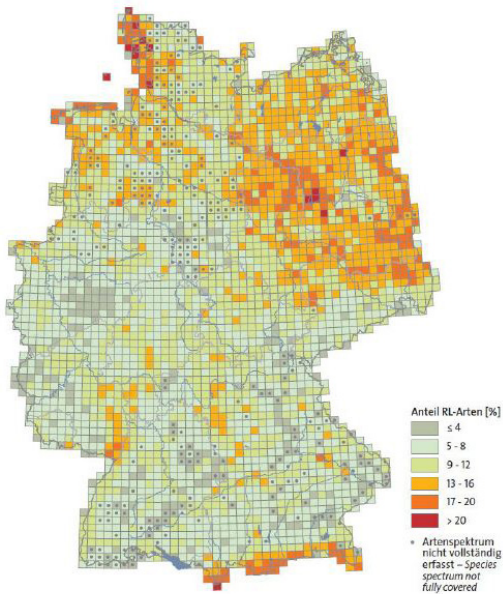 Anteil RL-Arten [%]
≤ 4
5 - 8
9 - 12
13 - 16
17 - 20
> 20
• Artenspektrum
nicht vollständig
erfasst – Species
spectrum not
fully covered